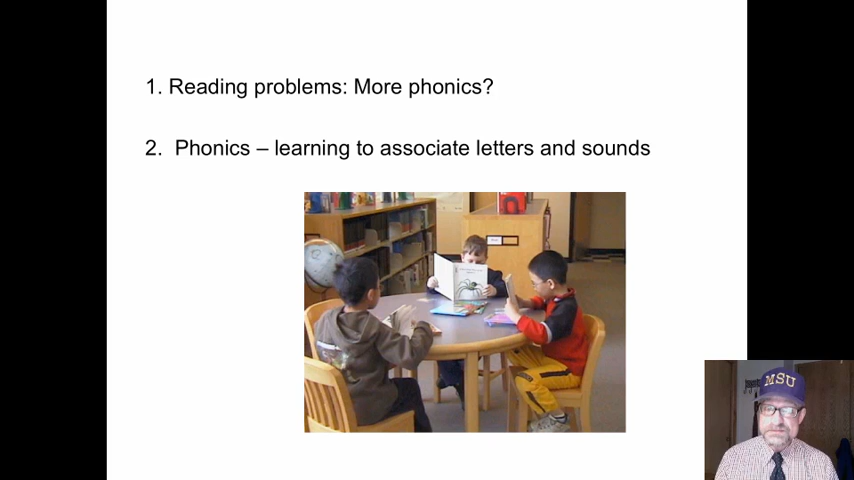 1. Reading problems: More phonics?
2. Phonics – learning to associate letters and sounds
MSU